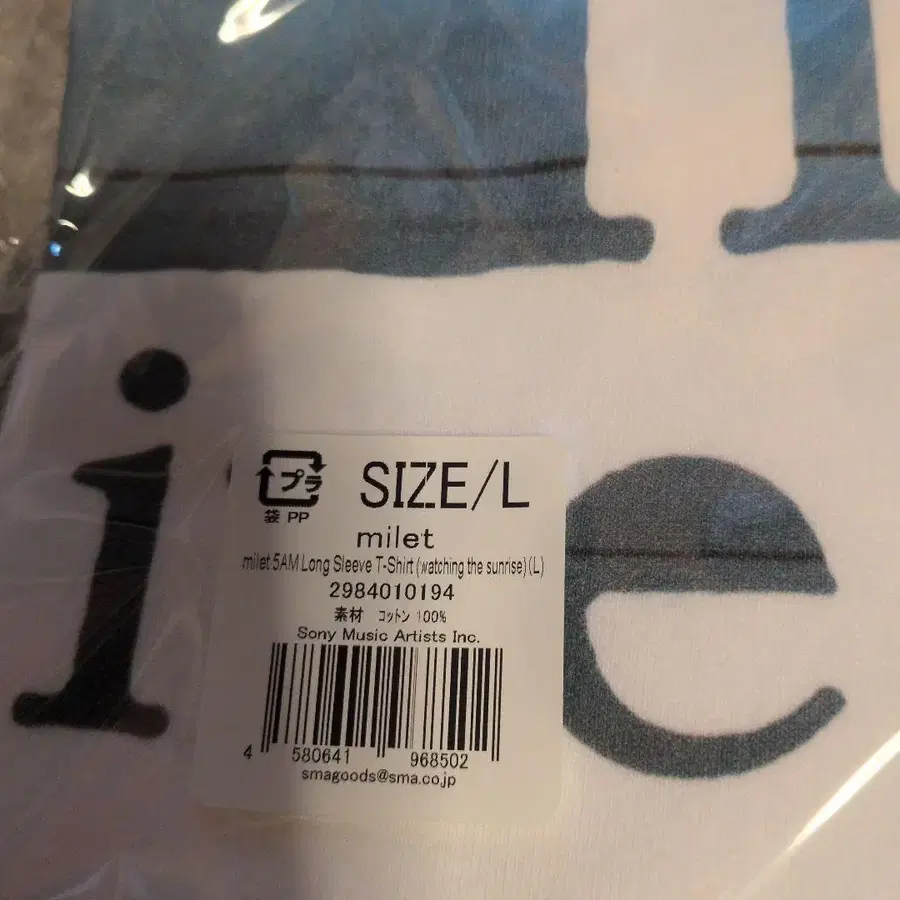 i e
プラ
袋 PP
SIZE/L
milet
milet 5AM Long Sleeve T-Shirt (watching the sunrise)(L)
2984010194
素材 コットン 100%
Sony Music Artists Inc.
4 580641 968502
smagoods@sma.co.jp